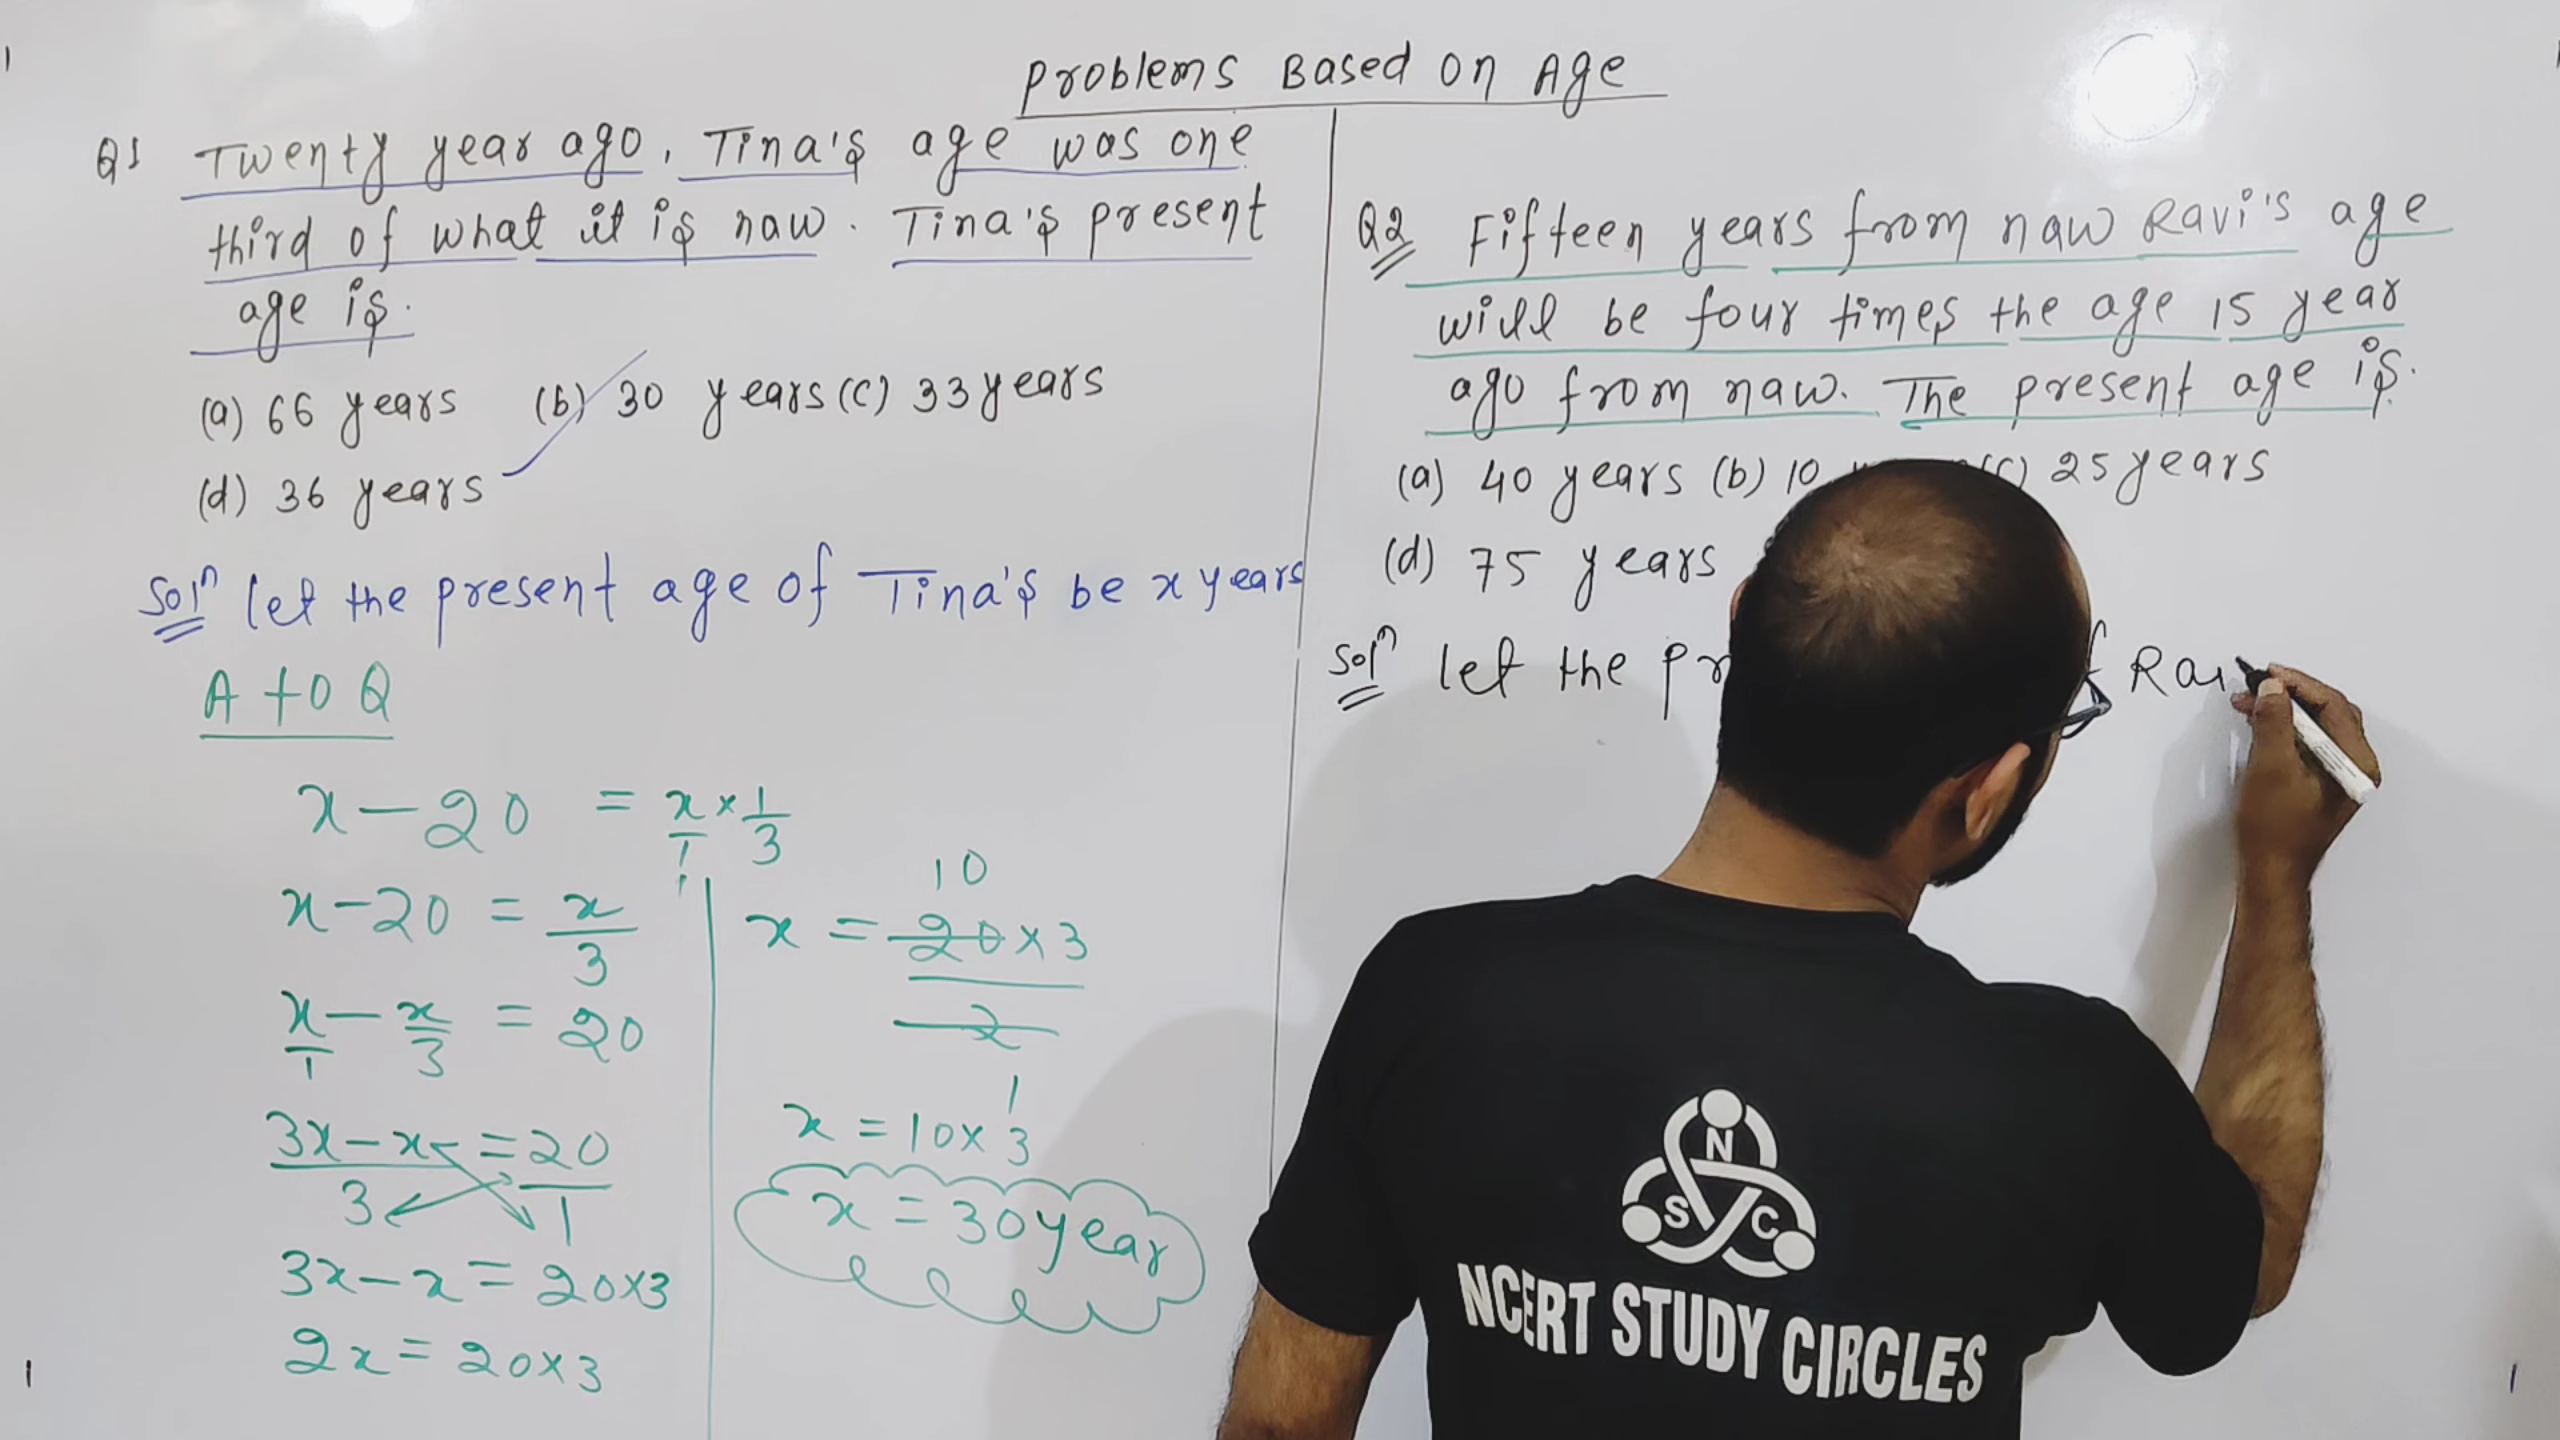 Problems Based on Age
Q1 Twenty year ago, Tina's age was one
third of what it is naw. Tina's present
age is.
(a) 66 years (b) 30 years (c) 33 years
(d) 36 years
Solⁿ let the present age of Tina's be x years
A to Q
x - 20 = x/1 × 1/3
x - 20 = x/3
x/1 - x/3 = 20
3x - x/3 = 20/1
3x - x = 20×3
2x = 20×3
10
x = 20×3/2
1
x = 10×3
x = 30 year
Q2 Fifteen years from naw Ravi's age
will be four times the age 15 year
ago from naw. The present age is.
(a) 40 years (b) 10 (c) 25 years
(d) 75 years
Solⁿ let the pr f Rav
N
S C
NCERT STUDY CIRCLES